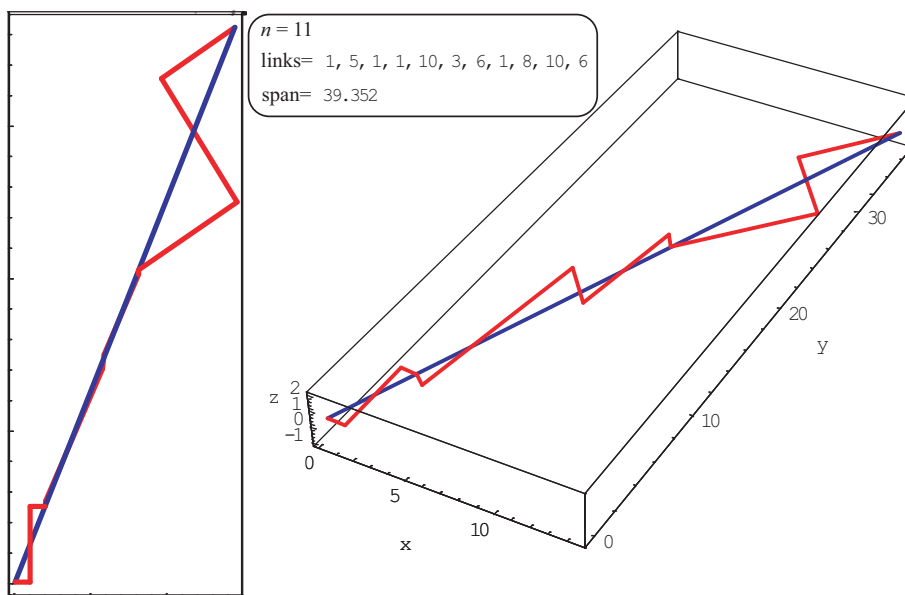 n = 11
links= 1, 5, 1, 1, 10, 3, 6, 1, 8, 10, 6
span= 39.352
30
20
y
z 2
1
0
-1
10
0
5
10
0
x